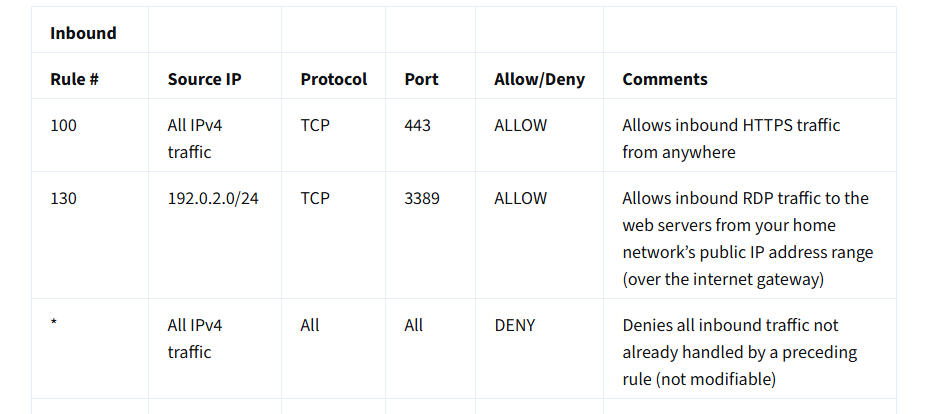 Inbound
Rule # Source IP Protocol Port Allow/Deny Comments
100 All IPv4 TCP 443 ALLOW Allows inbound HTTPS traffic
traffic from anywhere
130 192.0.2.0/24 TCP 3389 ALLOW Allows inbound RDP traffic to the
web servers from your home
network’s public IP address range
(over the internet gateway)
* All IPv4 All All DENY Denies all inbound traffic not
traffic already handled by a preceding
rule (not modifiable)